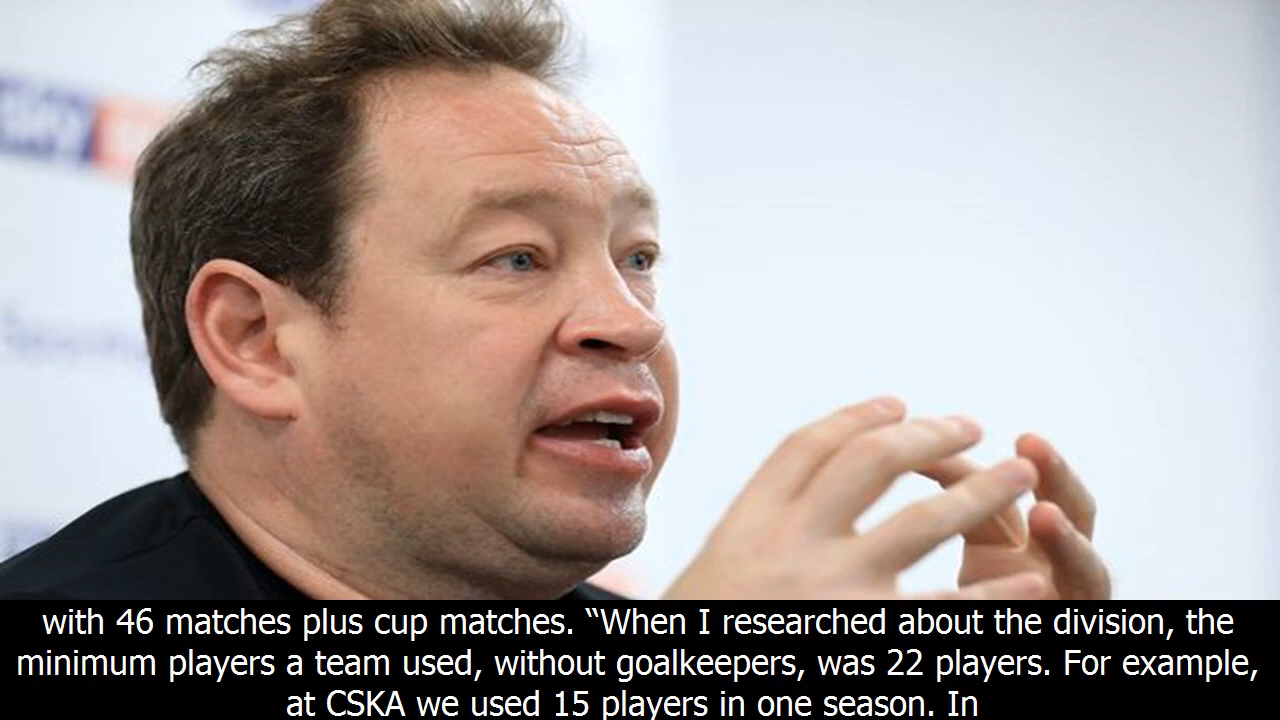 sky
with 46 matches plus cup matches. “When I researched about the division, the
minimum players a team used, without goalkeepers, was 22 players. For example,
at CSKA we used 15 players in one season. In